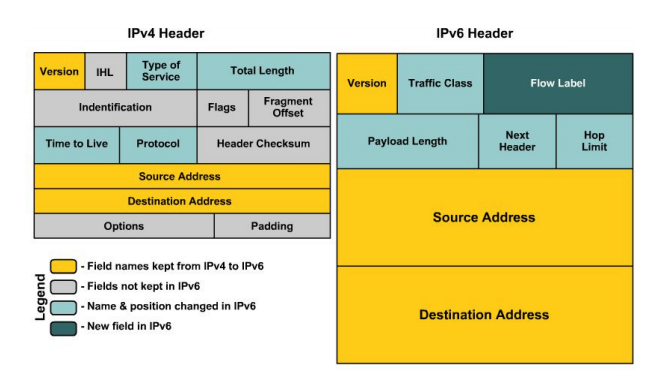 IPv4 Header
Version
IHL
Type of
Service
Total Length
Indentification
Flags
Fragment
Offset
Time to Live
Protocol
Header Checksum
Source Address
Destination Address
Options
Padding
IPv6 Header
Version
Traffic Class
Flow Label
Payload Length
Next
Header
Hop
Limit
Source Address
Destination Address
Legend
- Field names kept from IPv4 to IPv6
- Fields not kept in IPv6
- Name & position changed in IPv6
- New field in IPv6